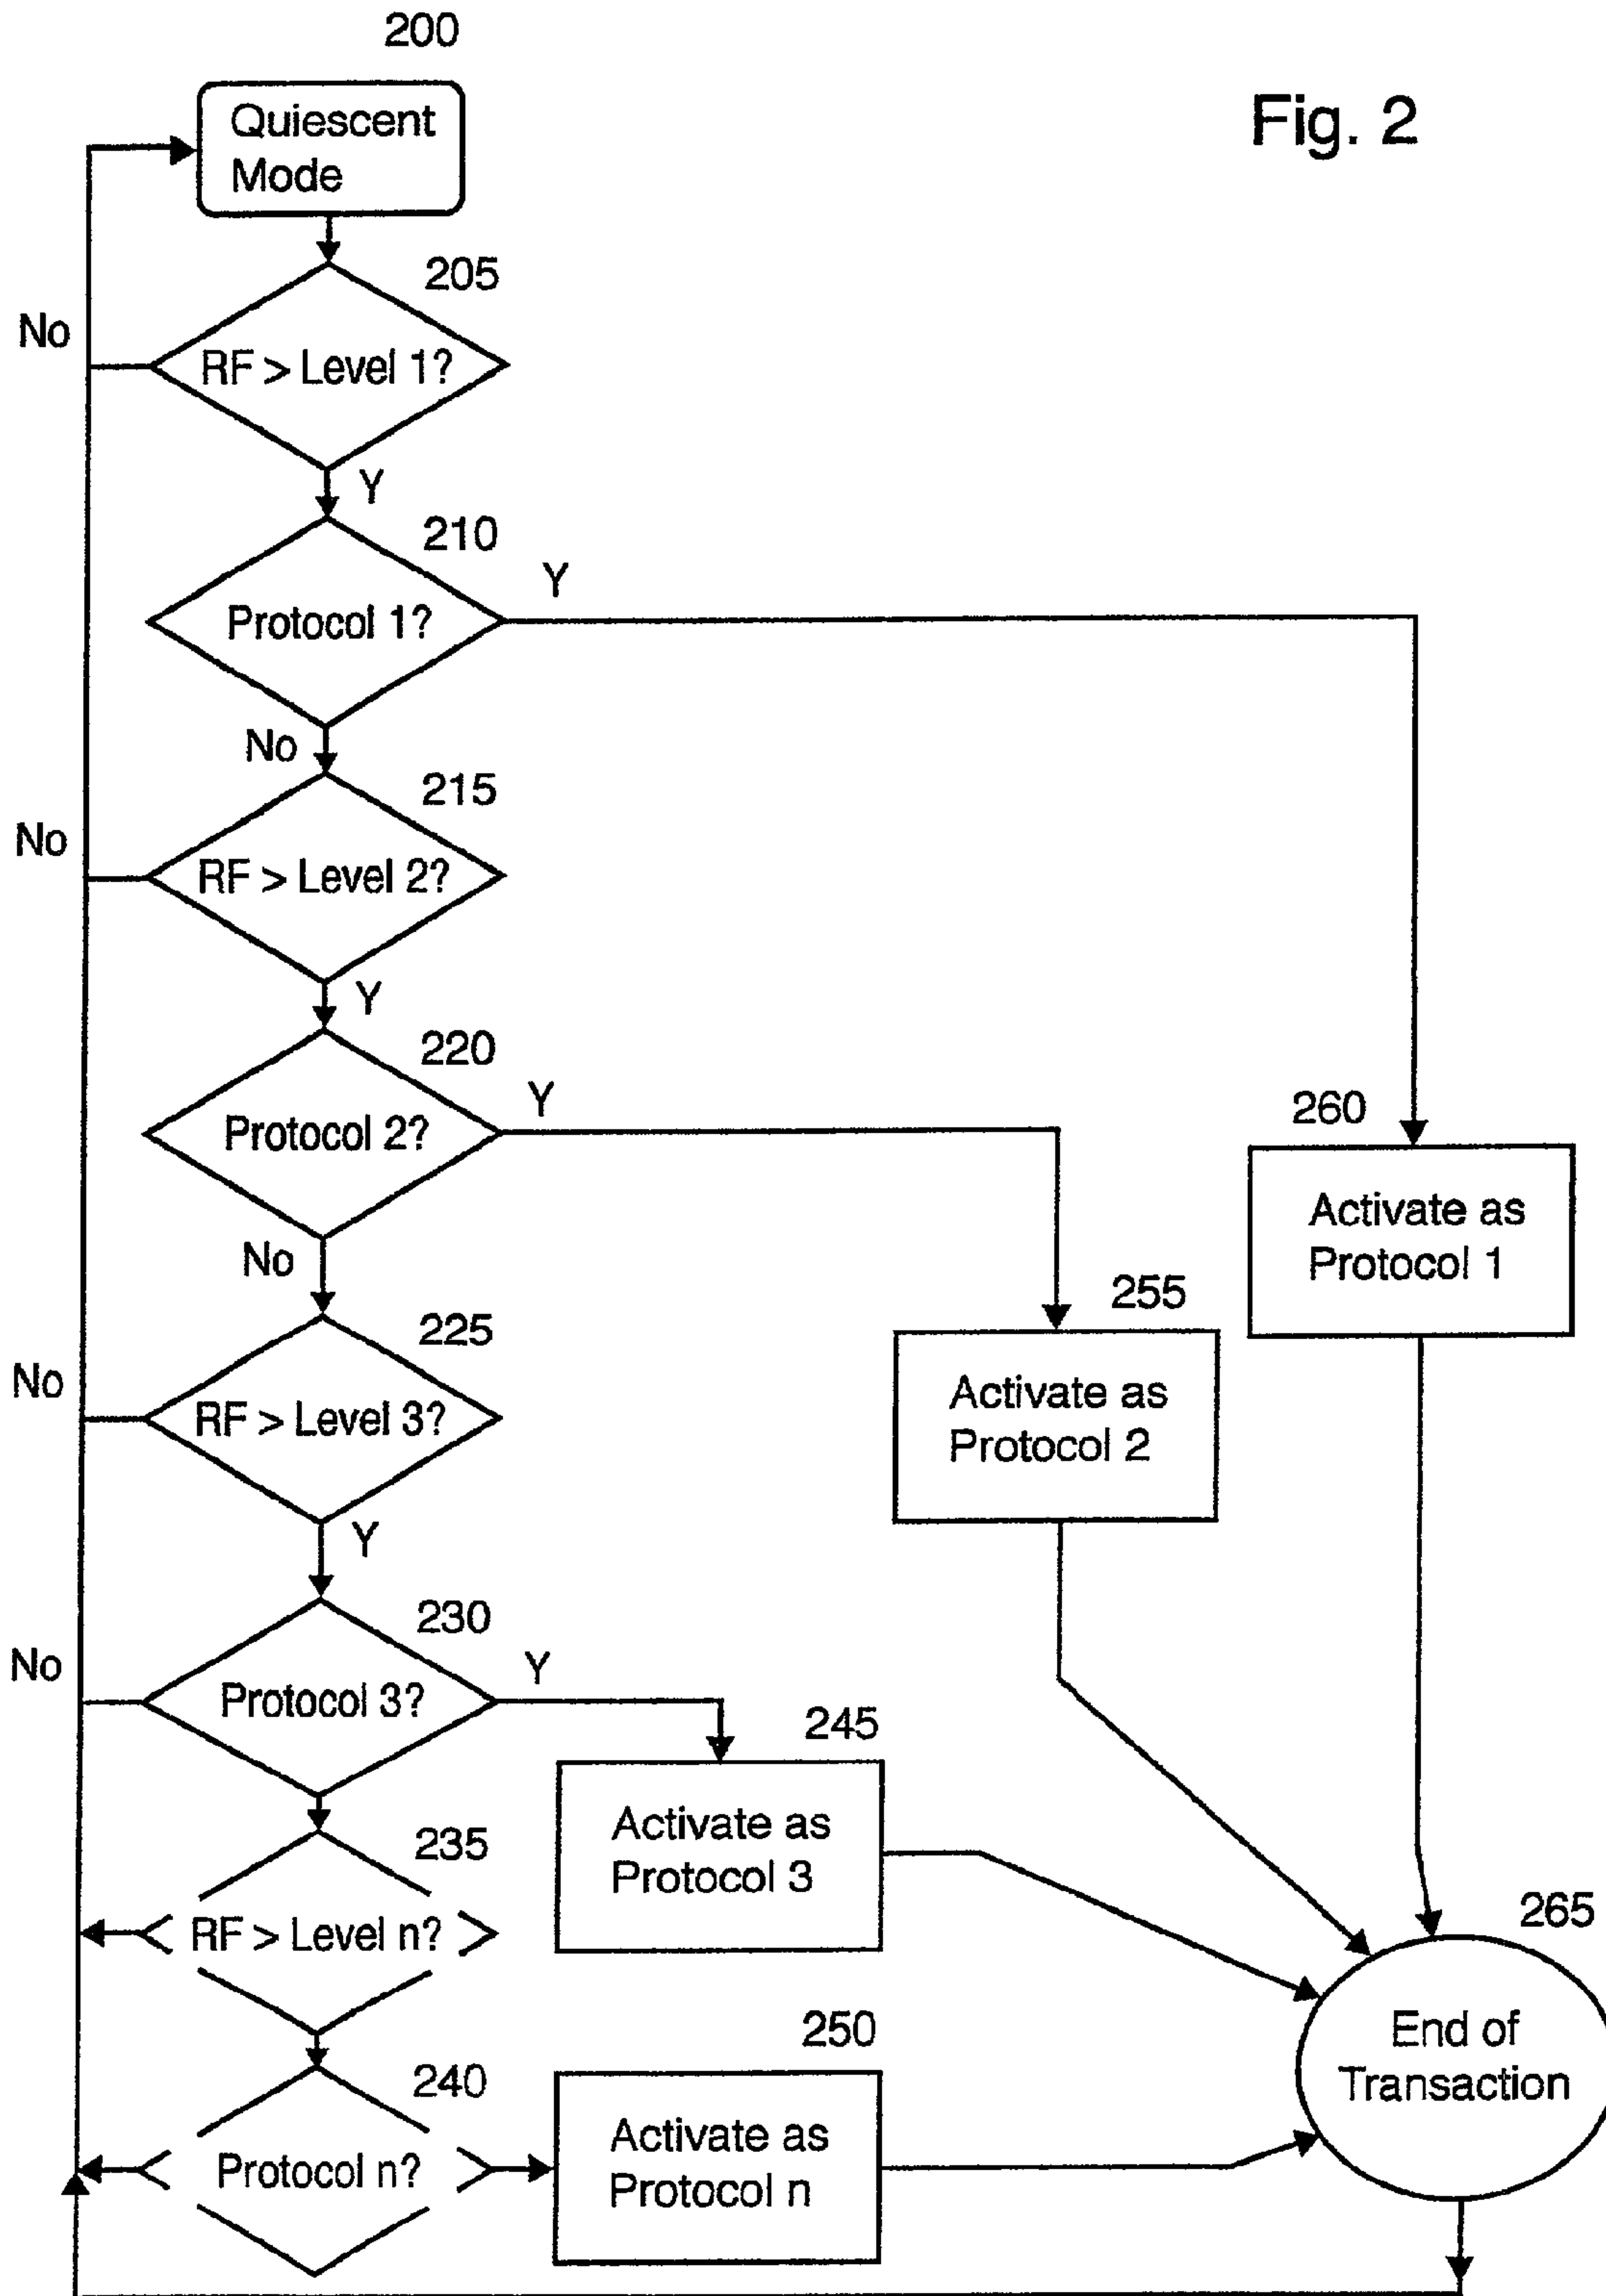 200
Fig. 2
Quiescent
Mode
205
No
RF > Level 1?
Y
210
Y
Protocol 1?
No
215
No
RF > Level 2?
Y
220
Y
Protocol 2?
No
260
Activate as
Protocol 1
255
Activate as
Protocol 2
225
No
RF > Level 3?
Y
230
No
Y
Protocol 3?
245
Activate as
Protocol 3
235
RF > Level n?
265
End of
Transaction
250
240
Protocol n?
Activate as
Protocol n